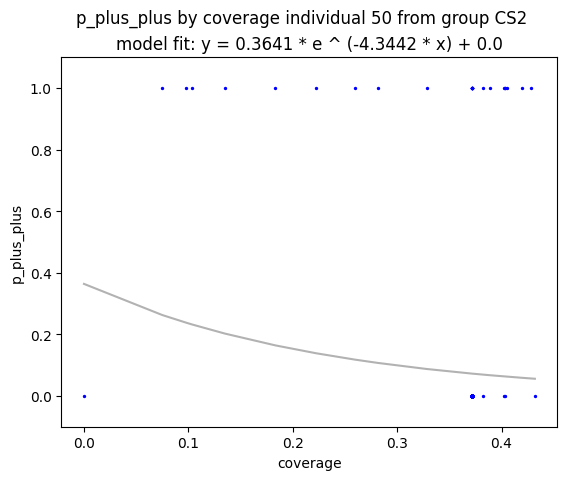 p_plus_plus by coverage individual 50 from group CS2
model fit: y = 0.3641 * e ^ (-4.3442 * x) + 0.0
1.0
0.8
0.6
0.4
0.2
0.0
p_plus_plus
0.0 0.1 0.2 0.3 0.4
coverage